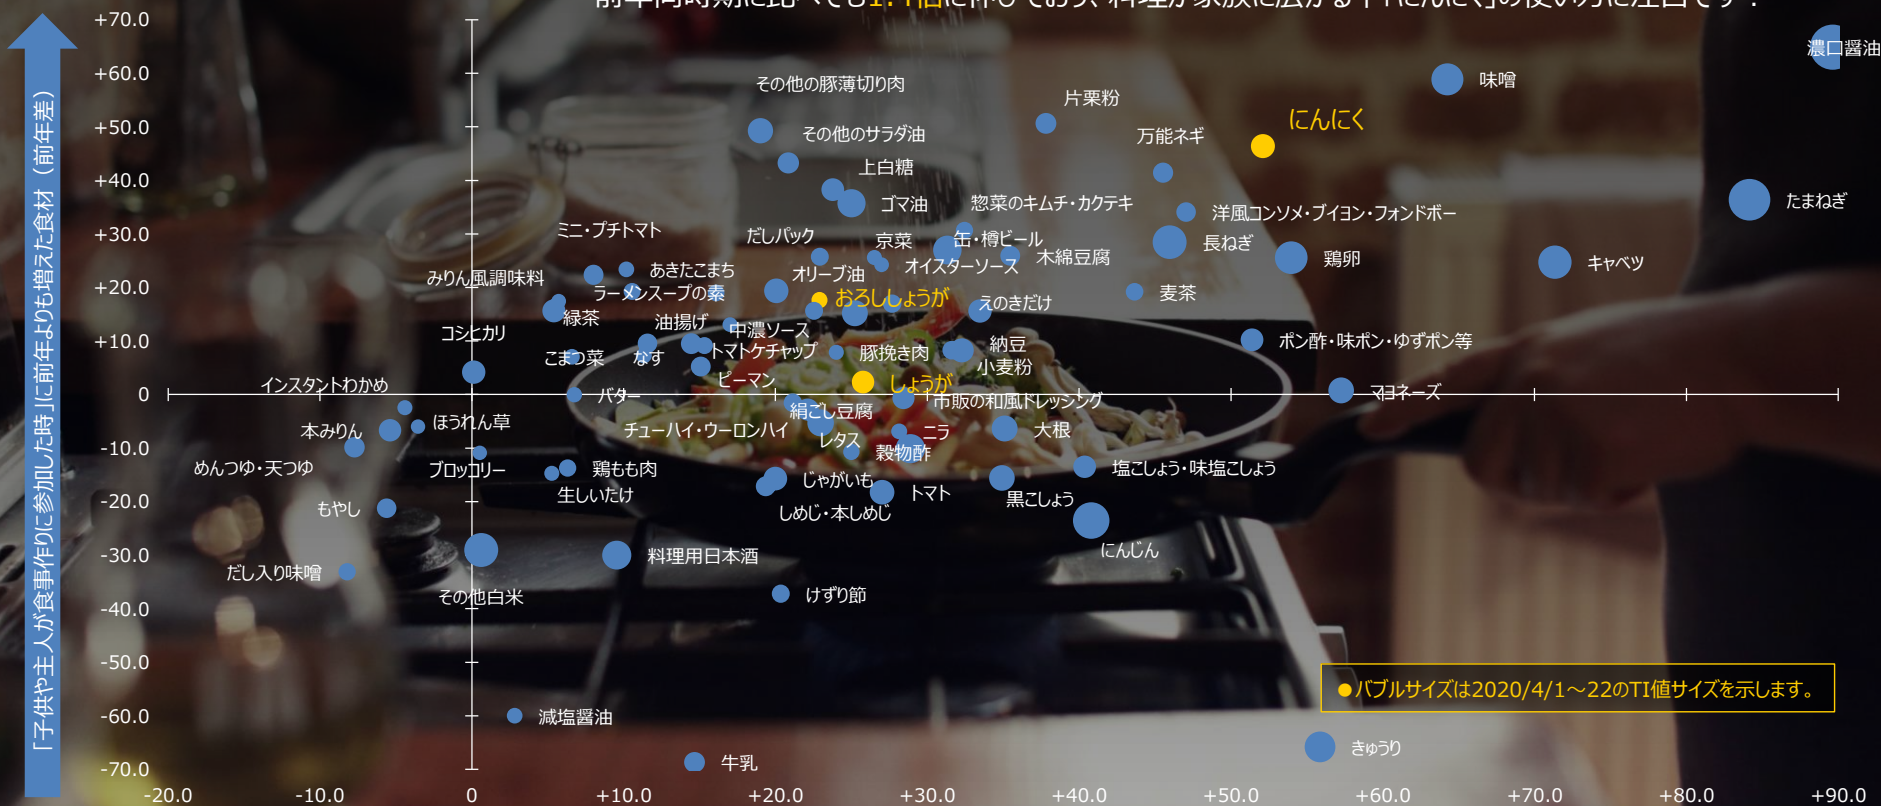 +70.0
+60.0
+50.0
+40.0
+30.0
+20.0
+10.0
0
-10.0
-20.0
-30.0
-40.0
-50.0
-60.0
-70.0
「子供や主人が食事作りに参加した時」に前年よりも増えた食材(前年差)
濃口醤油
その他の豚薄切り肉
味噌
片栗粉
にんにく
その他のサラダ油
万能ネギ
上白糖
ゴマ油
惣菜のキムチ・カクテキ
洋風コンソメ・ブイヨン・フォンドボー
たまねぎ
ミニ・プチトマト
だしパック
京菜
缶・樽ビール
長ねぎ
木綿豆腐
鶏卵
キャベツ
あきたこまち
オリーブ油
オイスターソース
みりん風調味料
ラーメンスープの素
おろししょうが
えのきだけ
麦茶
緑茶
油揚げ
中濃ソース
コシヒカリ
こまつ菜
なす
トマトケチャップ
豚挽き肉
納豆
小麦粉
ポン酢・味ポン・ゆずポン等
ピーマン
しょうが
インスタントわかめ
バター
マヨネーズ
絹ごし豆腐
市販の和風ドレッシング
ほうれん草
本みりん
チューハイ・ウーロンハイ
レタス
ニラ
大根
穀物酢
めんつゆ・天つゆ
ブロッコリー
鶏もも肉
塩こしょう・味塩こしょう
生しいたけ
じゃがいも
トマト
黒こしょう
もやし
しめじ・本しめじ
にんじん
料理用日本酒
だし入り味噌
その他白米
けずり節
●バブルサイズは2020/4/1～22のTI値サイズを示します。
減塩醤油
きゅうり
牛乳
-20.0
-10.0
0
+10.0
+20.0
+30.0
+40.0
+50.0
+60.0
+70.0
+80.0
+90.0